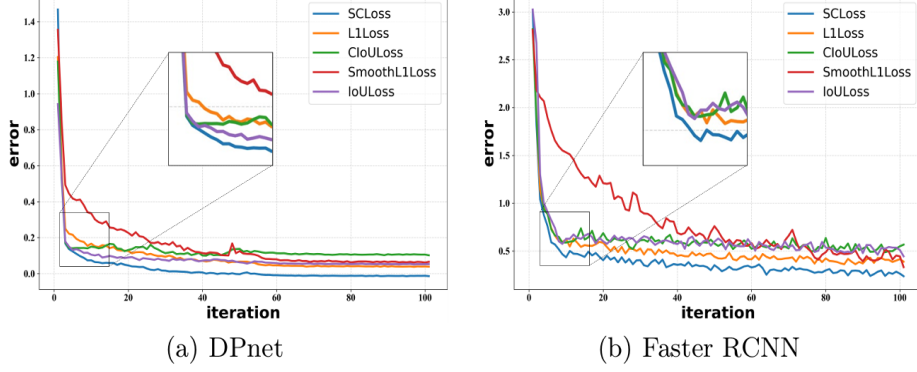 1.4
1.2
1.0
0.8
0.6
0.4
0.2
0.0
error
0 20 40 60 80 100
iteration
SCLoss
L1Loss
CIoULoss
SmoothL1Loss
IoULoss
(a) DPnet
3.0
2.5
2.0
1.5
1.0
0.5
error
0 20 40 60 80 100
iteration
SCLoss
L1Loss
CIoULoss
SmoothL1Loss
IoULoss
(b) Faster RCNN